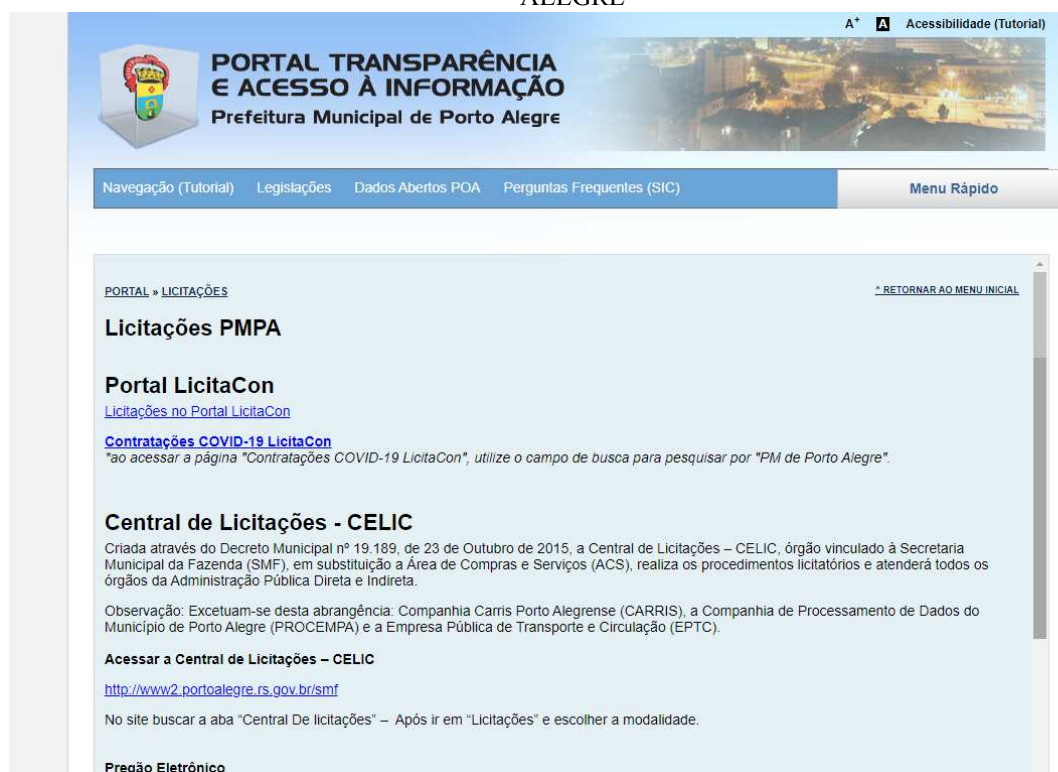 ALEGRE
A+ A Acessibilidade (Tutorial)
PORTAL TRANSPARÊNCIA
E ACESSO À INFORMAÇÃO
Prefeitura Municipal de Porto Alegre
Navegação (Tutorial) Legislações Dados Abertos POA Perguntas Frequentes (SIC) Menu Rápido
PORTAL » LICITAÇÕES ^ RETORNAR AO MENU INICIAL
Licitações PMPA
Portal LicitaCon
Licitações no Portal LicitaCon
Contratações COVID-19 LicitaCon
*ao acessar a página "Contratações COVID-19 LicitaCon", utilize o campo de busca para pesquisar por "PM de Porto Alegre".
Central de Licitações - CELIC
Criada através do Decreto Municipal nº 19.189, de 23 de Outubro de 2015, a Central de Licitações – CELIC, órgão vinculado à Secretaria
Municipal da Fazenda (SMF), em substituição a Área de Compras e Serviços (ACS), realiza os procedimentos licitatórios e atenderá todos os
órgãos da Administração Pública Direta e Indireta.
Observação: Excetuam-se desta abrangência: Companhia Carris Porto Alegrense (CARRIS), a Companhia de Processamento de Dados do
Município de Porto Alegre (PROCEMPA) e a Empresa Pública de Transporte e Circulação (EPTC).
Acessar a Central de Licitações – CELIC
http://www2.portoalegre.rs.gov.br/smf
No site buscar a aba “Central De licitações” – Após ir em “Licitações” e escolher a modalidade.
Pregão Eletrônico